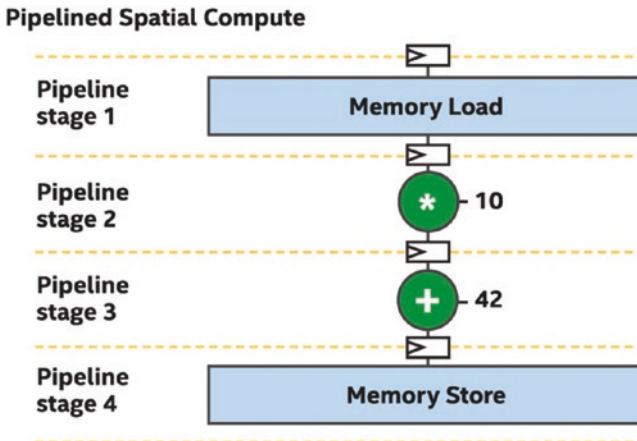 Pipelined Spatial Compute
Pipeline
stage 1
Memory Load
Pipeline
stage 2
* 10
Pipeline
stage 3
+ 42
Pipeline
stage 4
Memory Store